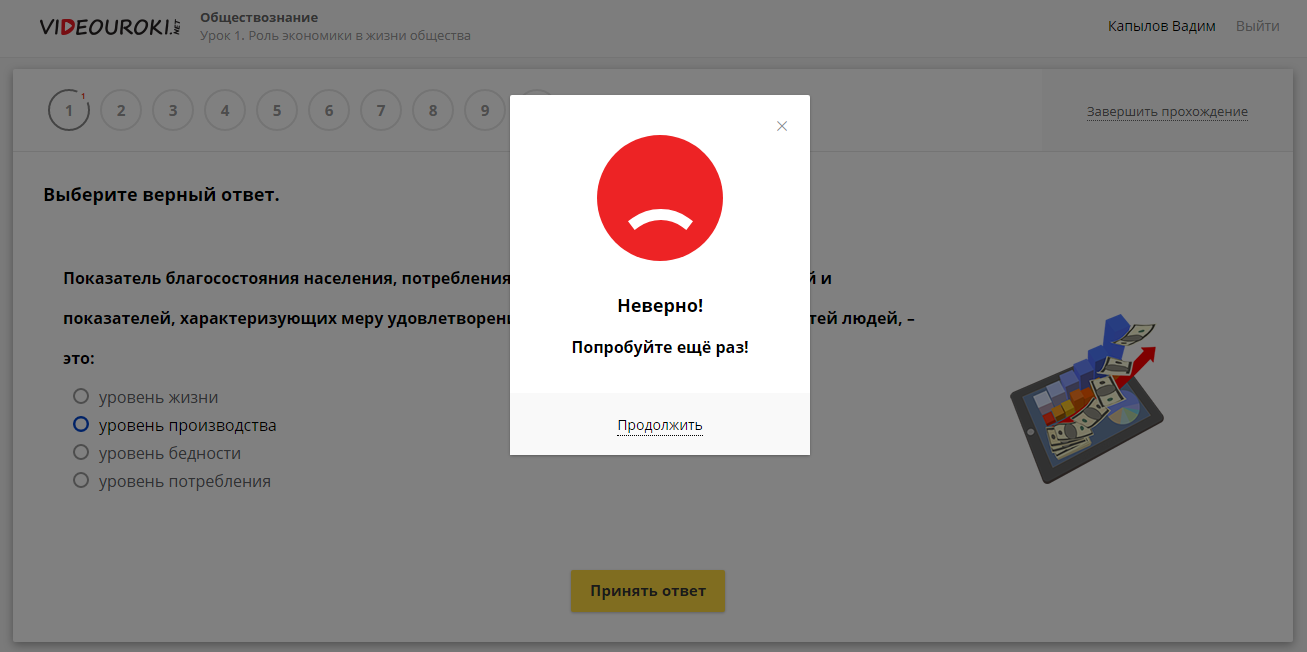 VIDEOUROKI.NET
Обществознание
Урок 1. Роль экономики в жизни общества
Капылов Вадим
Выйти
1 1 2 3 4 5 6 7 8 9
Завершить прохождение
Выберите верный ответ.
Показатель благосостояния населения, потребления й и
показателей, характеризующих меру удовлетворен тей людей, –
это:
уровень жизни
уровень производства
уровень бедности
уровень потребления
Принять ответ
Неверно!
Попробуйте ещё раз!
Продолжить